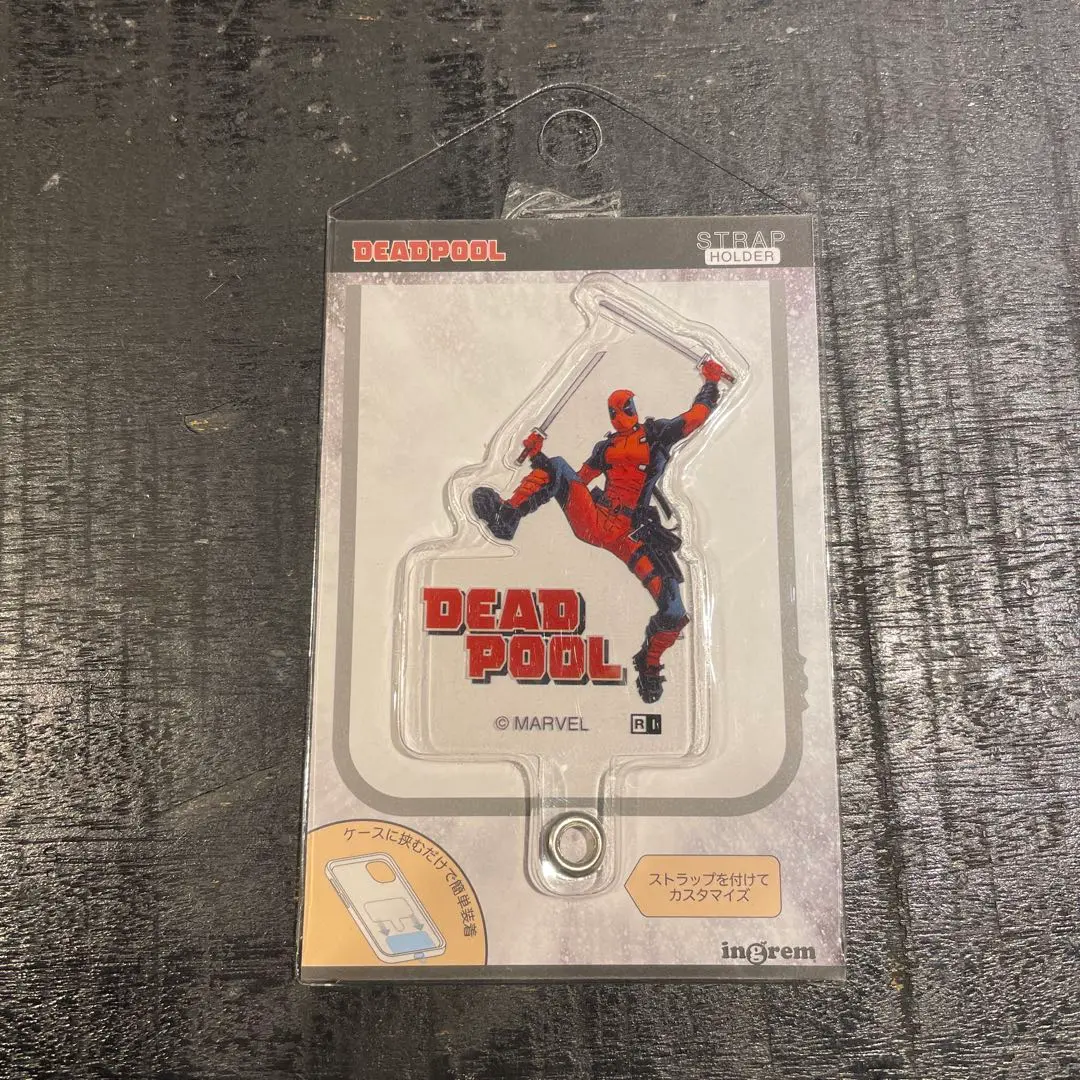 DEADPOOL
STRAP
HOLDER
DEAD
POOL
© MARVEL
R
ケースに挟むだけで簡単装着
ストラップを付けて
カスタマイズ
ingrem